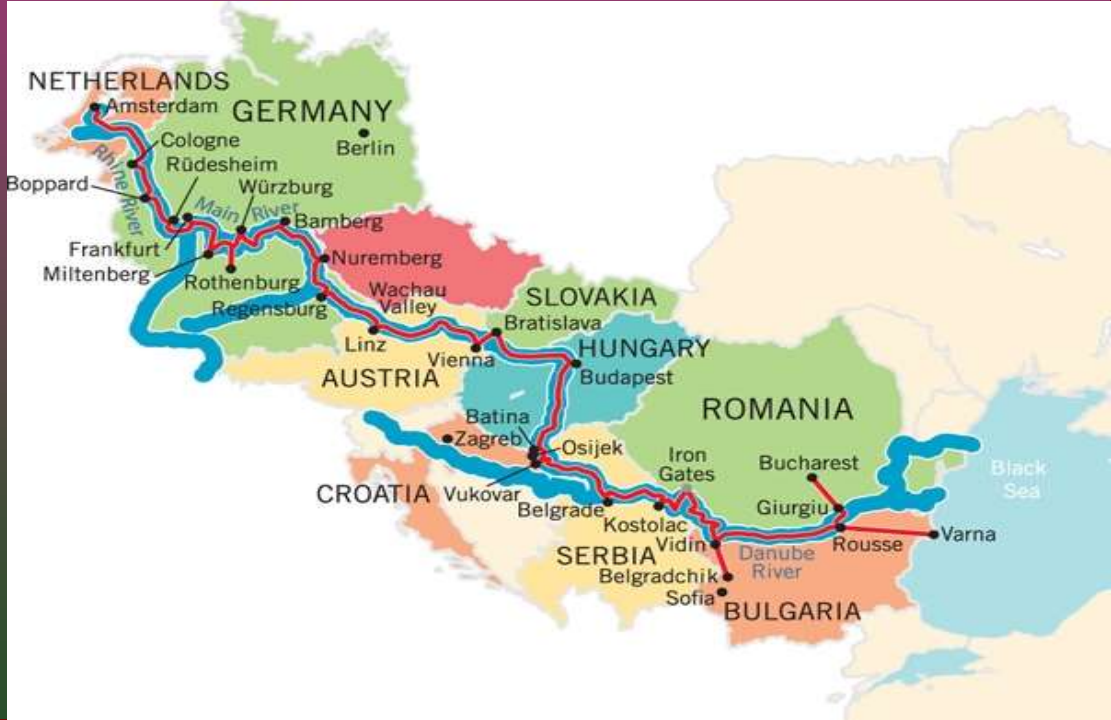 NETHERLANDS
Amsterdam
GERMANY
Berlin
Cologne
Rüdesheim
Rhine
River
Boppard
Würzburg
Main River
Bamberg
Frankfurt
Miltenberg
Rothenburg
Nuremberg
Regensburg
Wachau
Valley
SLOVAKIA
Bratislava
Linz
Vienna
HUNGARY
Budapest
AUSTRIA
ROMANIA
Batina
Zagreb
Osijek
Iron
Gates
Bucharest
Black
Sea
CROATIA
Vukovar
Belgrade
Kostolac
Giurgiu
SERBIA
Vidin
Danube
River
Rousse
Varna
Belgradchik
Sofia
BULGARIA